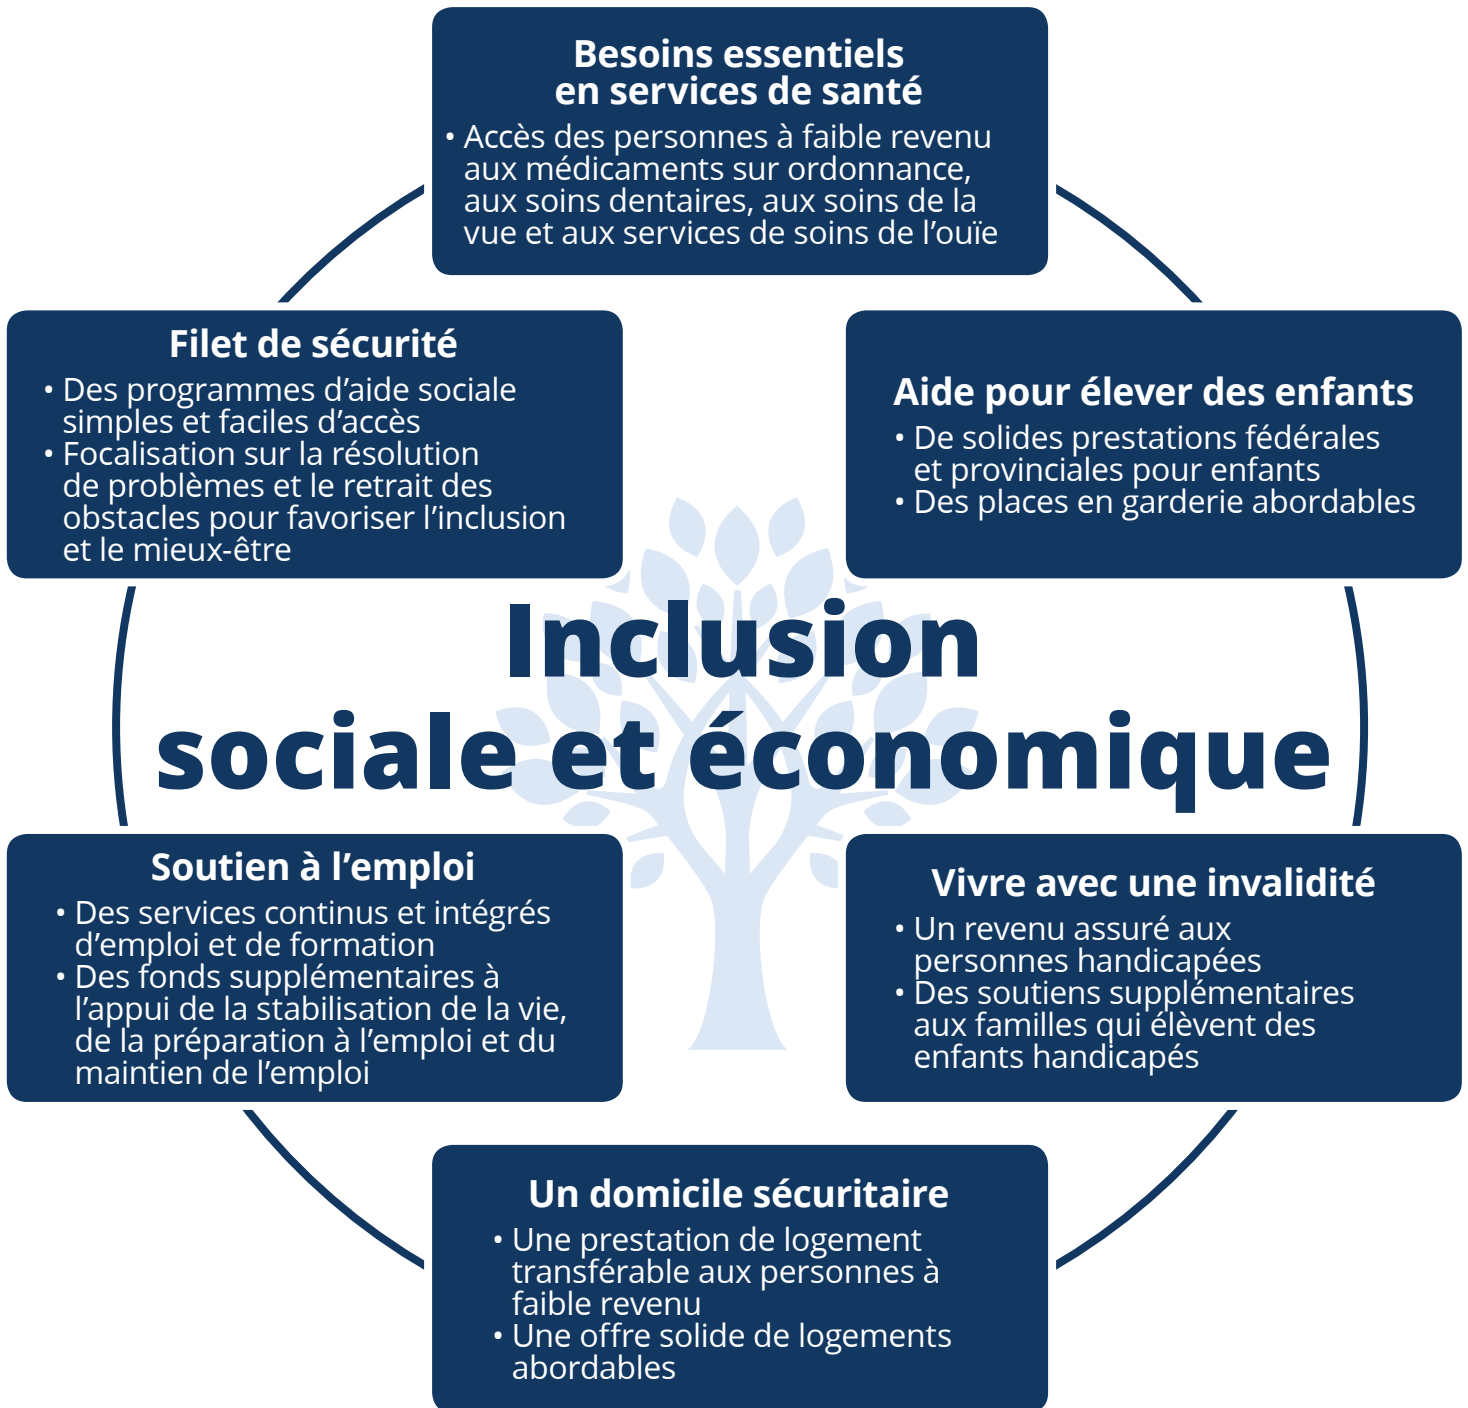 Besoins essentiels
en services de santé
• Accès des personnes à faible revenu
aux médicaments sur ordonnance,
aux soins dentaires, aux soins de la
vue et aux services de soins de l’ouïe
Filet de sécurité
• Des programmes d’aide sociale
simples et faciles d’accès
• Focalisation sur la résolution
de problèmes et le retrait des
obstacles pour favoriser l’inclusion
et le mieux-être
Aide pour élever des enfants
• De solides prestations fédérales
et provinciales pour enfants
• Des places en garderie abordables
Inclusion
sociale et économique
Soutien à l’emploi
• Des services continus et intégrés
d’emploi et de formation
• Des fonds supplémentaires à
l’appui de la stabilisation de la vie,
de la préparation à l’emploi et du
maintien de l’emploi
Vivre avec une invalidité
• Un revenu assuré aux
personnes handicapées
• Des soutiens supplémentaires
aux familles qui élèvent des
enfants handicapés
Un domicile sécuritaire
• Une prestation de logement
transférable aux personnes à
faible revenu
• Une offre solide de logements
abordables